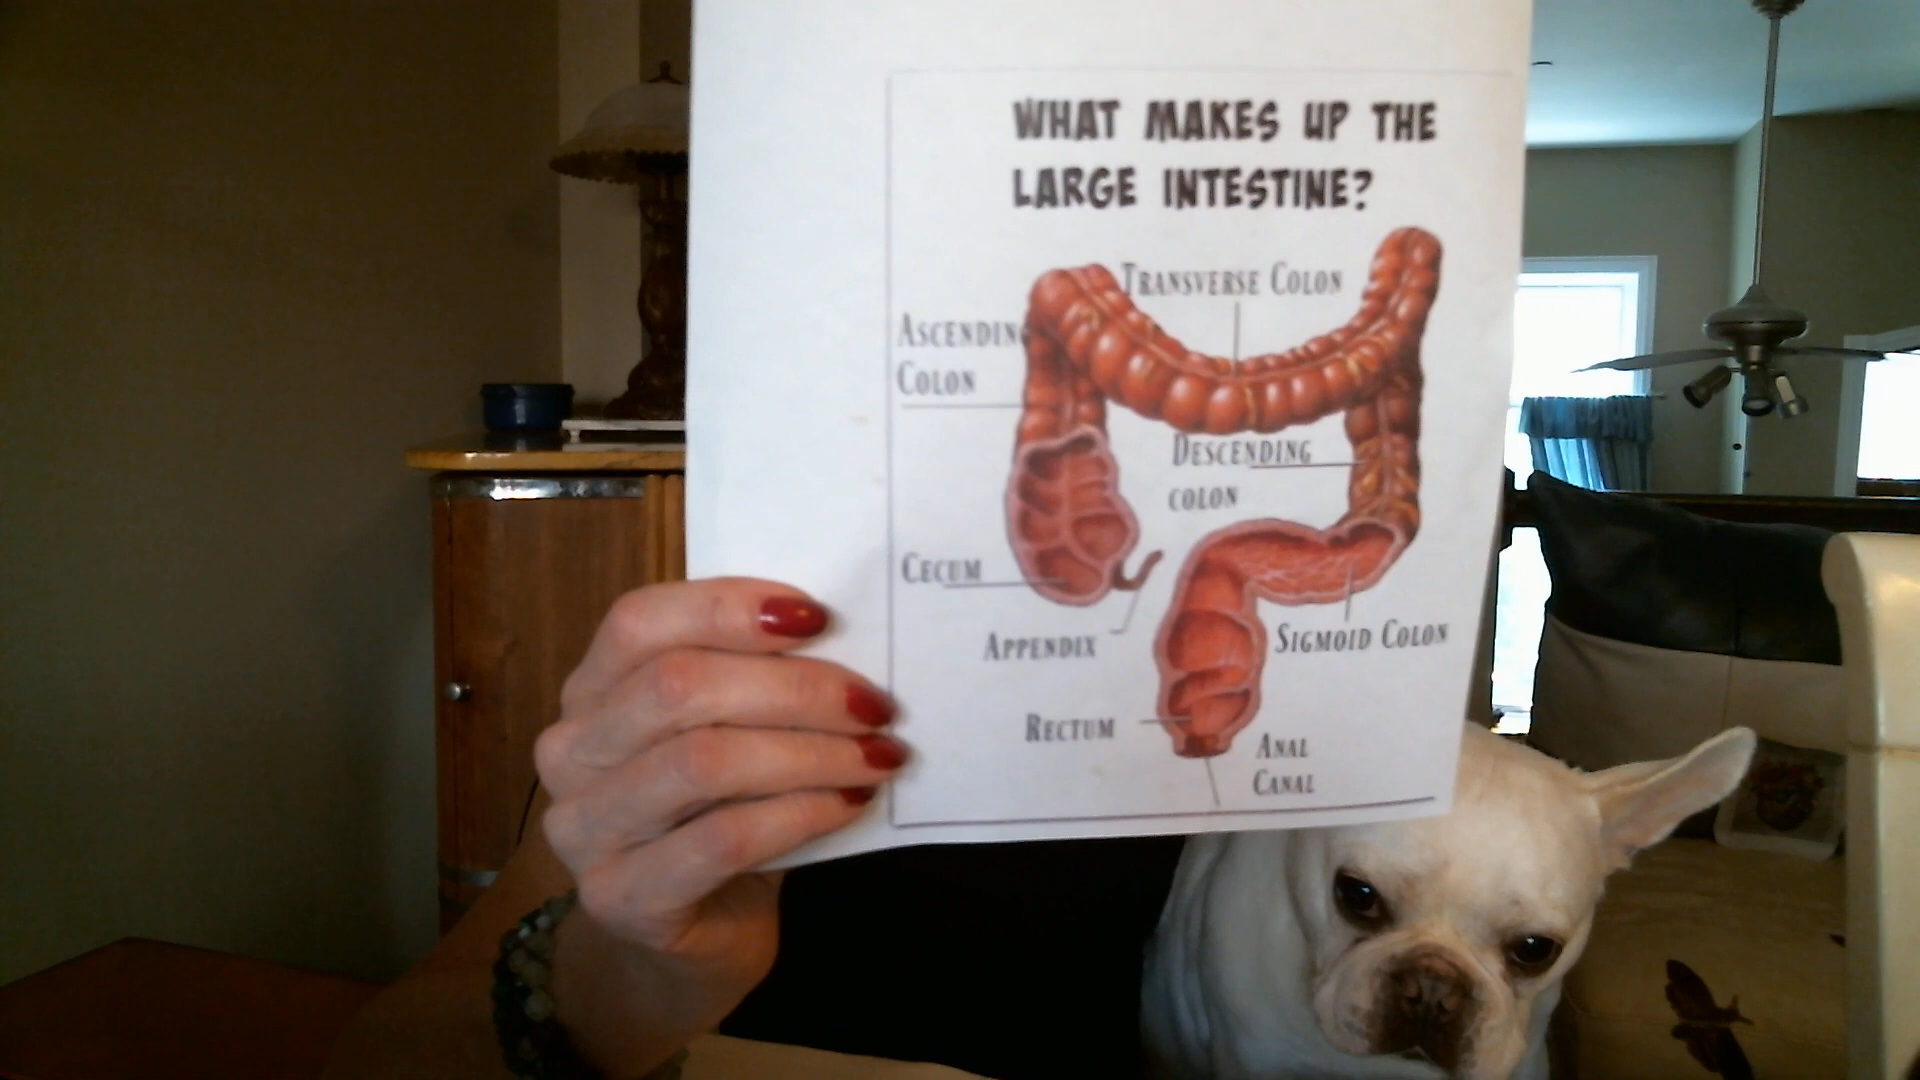 WHAT MAKES UP THE
LARGE INTESTINE?
TRANSVERSE COLON
ASCENDING
COLON
DESCENDING
COLON
CECUM
APPENDIX
SIGMOID COLON
RECTUM
ANAL
CANAL